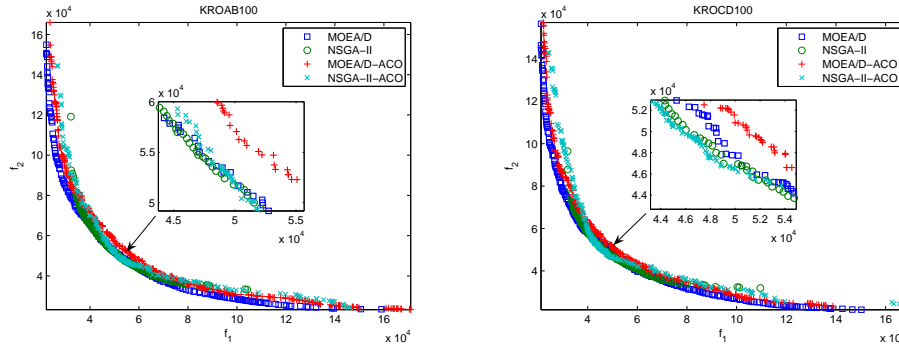 KROAB100
x 10^4
16
14
12
10
8
6
4
f_2
4 6 8 10 12 14 16
x 10^4
f_1
MOEA/D
NSGA-II
MOEA/D-ACO
NSGA-II-ACO
x 10^4
6
5.5
5
4.5 5 5.5
x 10^4
KROCD100
x 10^4
16
14
12
10
8
6
4
f_2
4 6 8 10 12 14 16
x 10^4
f_1
MOEA/D
NSGA-II
MOEA/D-ACO
NSGA-II-ACO
x 10^4
5.2
5
4.8
4.6
4.4
4.4 4.6 4.8 5 5.2 5.4
x 10^4